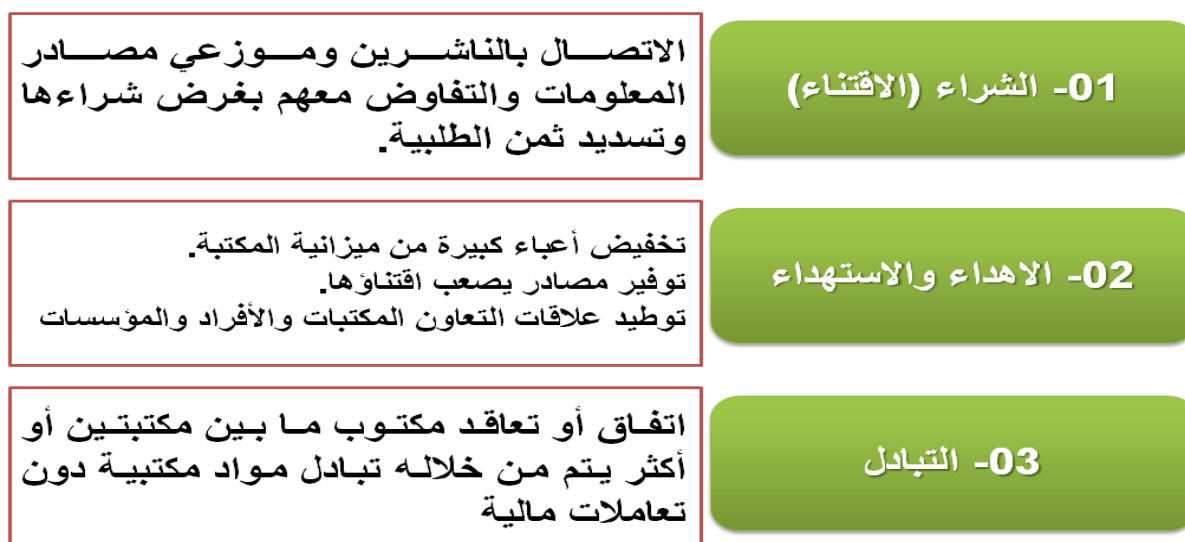 01- الشراء (الاقتناء)
الاتصال بالناشرين وموزعي مصادر
المعلومات والتفاوض معهم بغرض شراءها
وتسديد ثمن الطلبية.
02- الاهداء والاستهداء
تخفيض أعباء كبيرة من ميزانية المكتبة.
توفير مصادر يصعب اقتناؤها.
توطيد علاقات التعاون المكتبات والأفراد والمؤسسات
03- التبادل
اتفاق أو تعاقد مكتوب ما بين مكتبتين أو
أكثر يتم من خلاله تبادل مواد مكتبية دون
تعاملات مالية